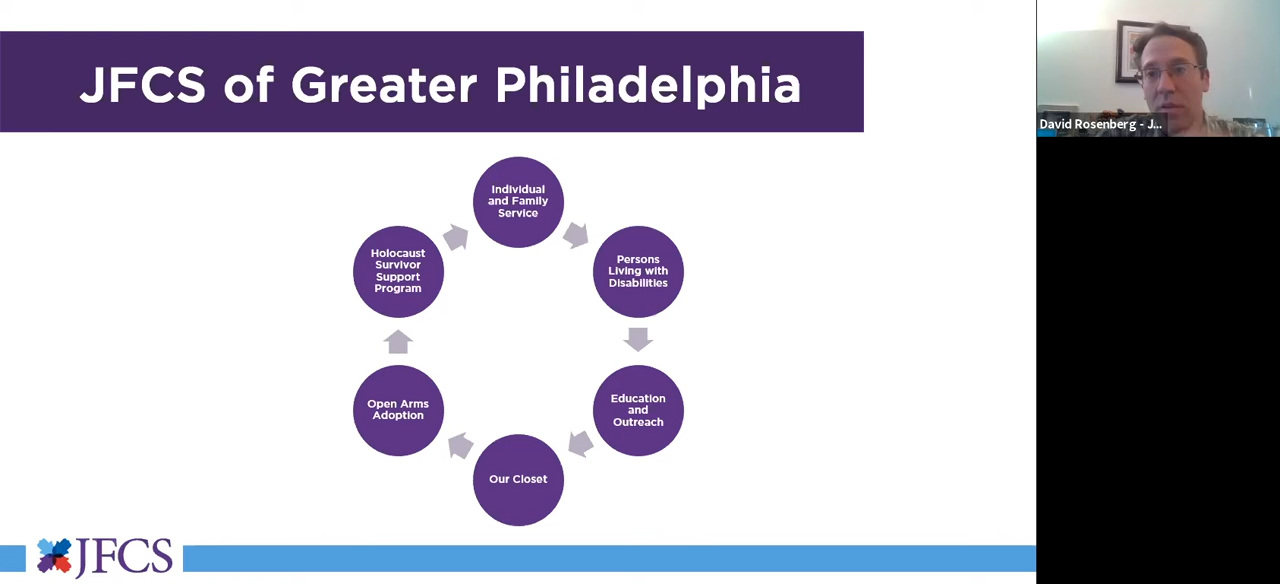 JFCS of Greater Philadelphia
David Rosenberg - J...
Individual
and Family
Service
Persons
Living with
Disabilities
Education
and
Outreach
Our Closet
Open Arms
Adoption
Holocaust
Survivor
Support
Program
JFCS